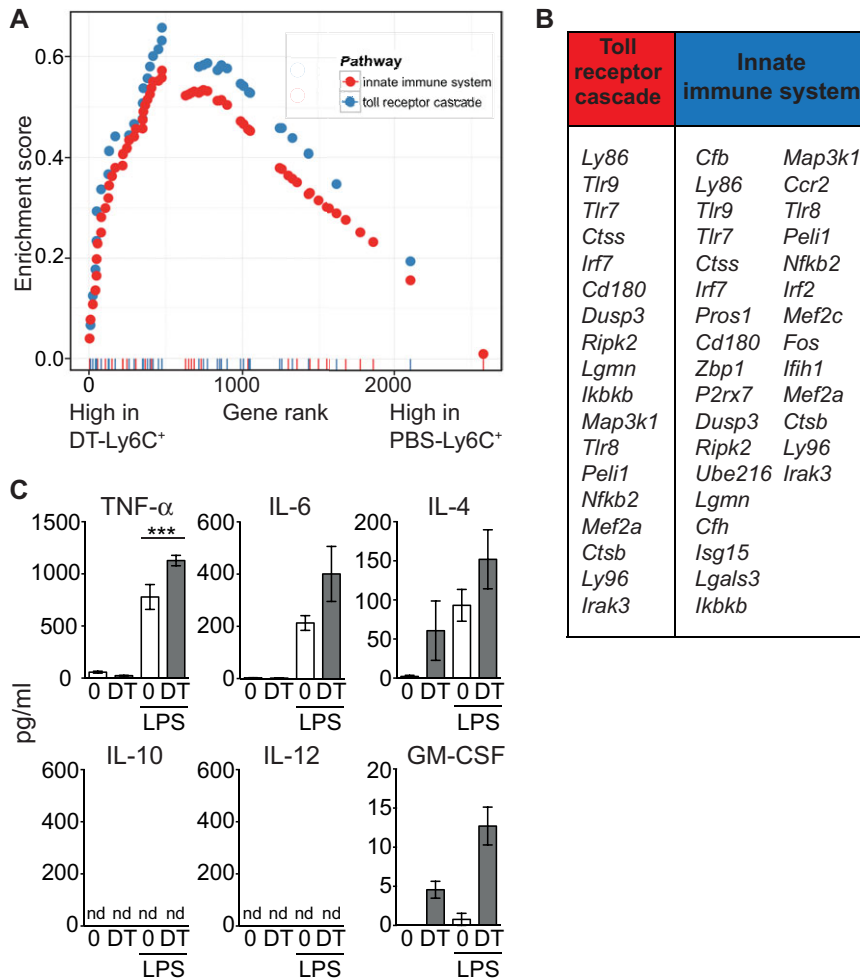 A
Enrichment score
0.6
0.4
0.2
0.0
Pathway
innate immune system
toll receptor cascade
0 1000 2000
High in Gene rank High in
DT-Ly6C+ PBS-Ly6C+
B
Toll receptor cascade
Innate immune system
Ly86 Cfb Map3k1
Tlr9 Ly86 Ccr2
Tlr7 Tlr9 Tlr8
Ctss Tlr7 Peli1
Irf7 Ctss Nfkb2
Cd180 Irf7 Irf2
Dusp3 Pros1 Mef2c
Ripk2 Cd180 Fos
Lgmn Zbp1 Ifih1
Ikbkb P2rx7 Mef2a
Map3k1 Dusp3 Ctsb
Tlr8 Ripk2 Ly96
Peli1 Ube216 Irak3
Nfkb2 Lgmn
Mef2a Cfh
Ctsb Isg15
Ly96 Lgals3
Irak3 Ikbkb
C
pg/ml
TNF-α
1500
1000
500
0
***
0 DT 0 DT
LPS
IL-6
600
400
200
0
0 DT 0 DT
LPS
IL-4
200
150
100
50
0
0 DT 0 DT
LPS
IL-10
600
400
200
0
nd nd nd nd
0 DT 0 DT
LPS
IL-12
600
400
200
0
nd nd nd nd
0 DT 0 DT
LPS
GM-CSF
20
15
10
5
0
0 DT 0 DT
LPS